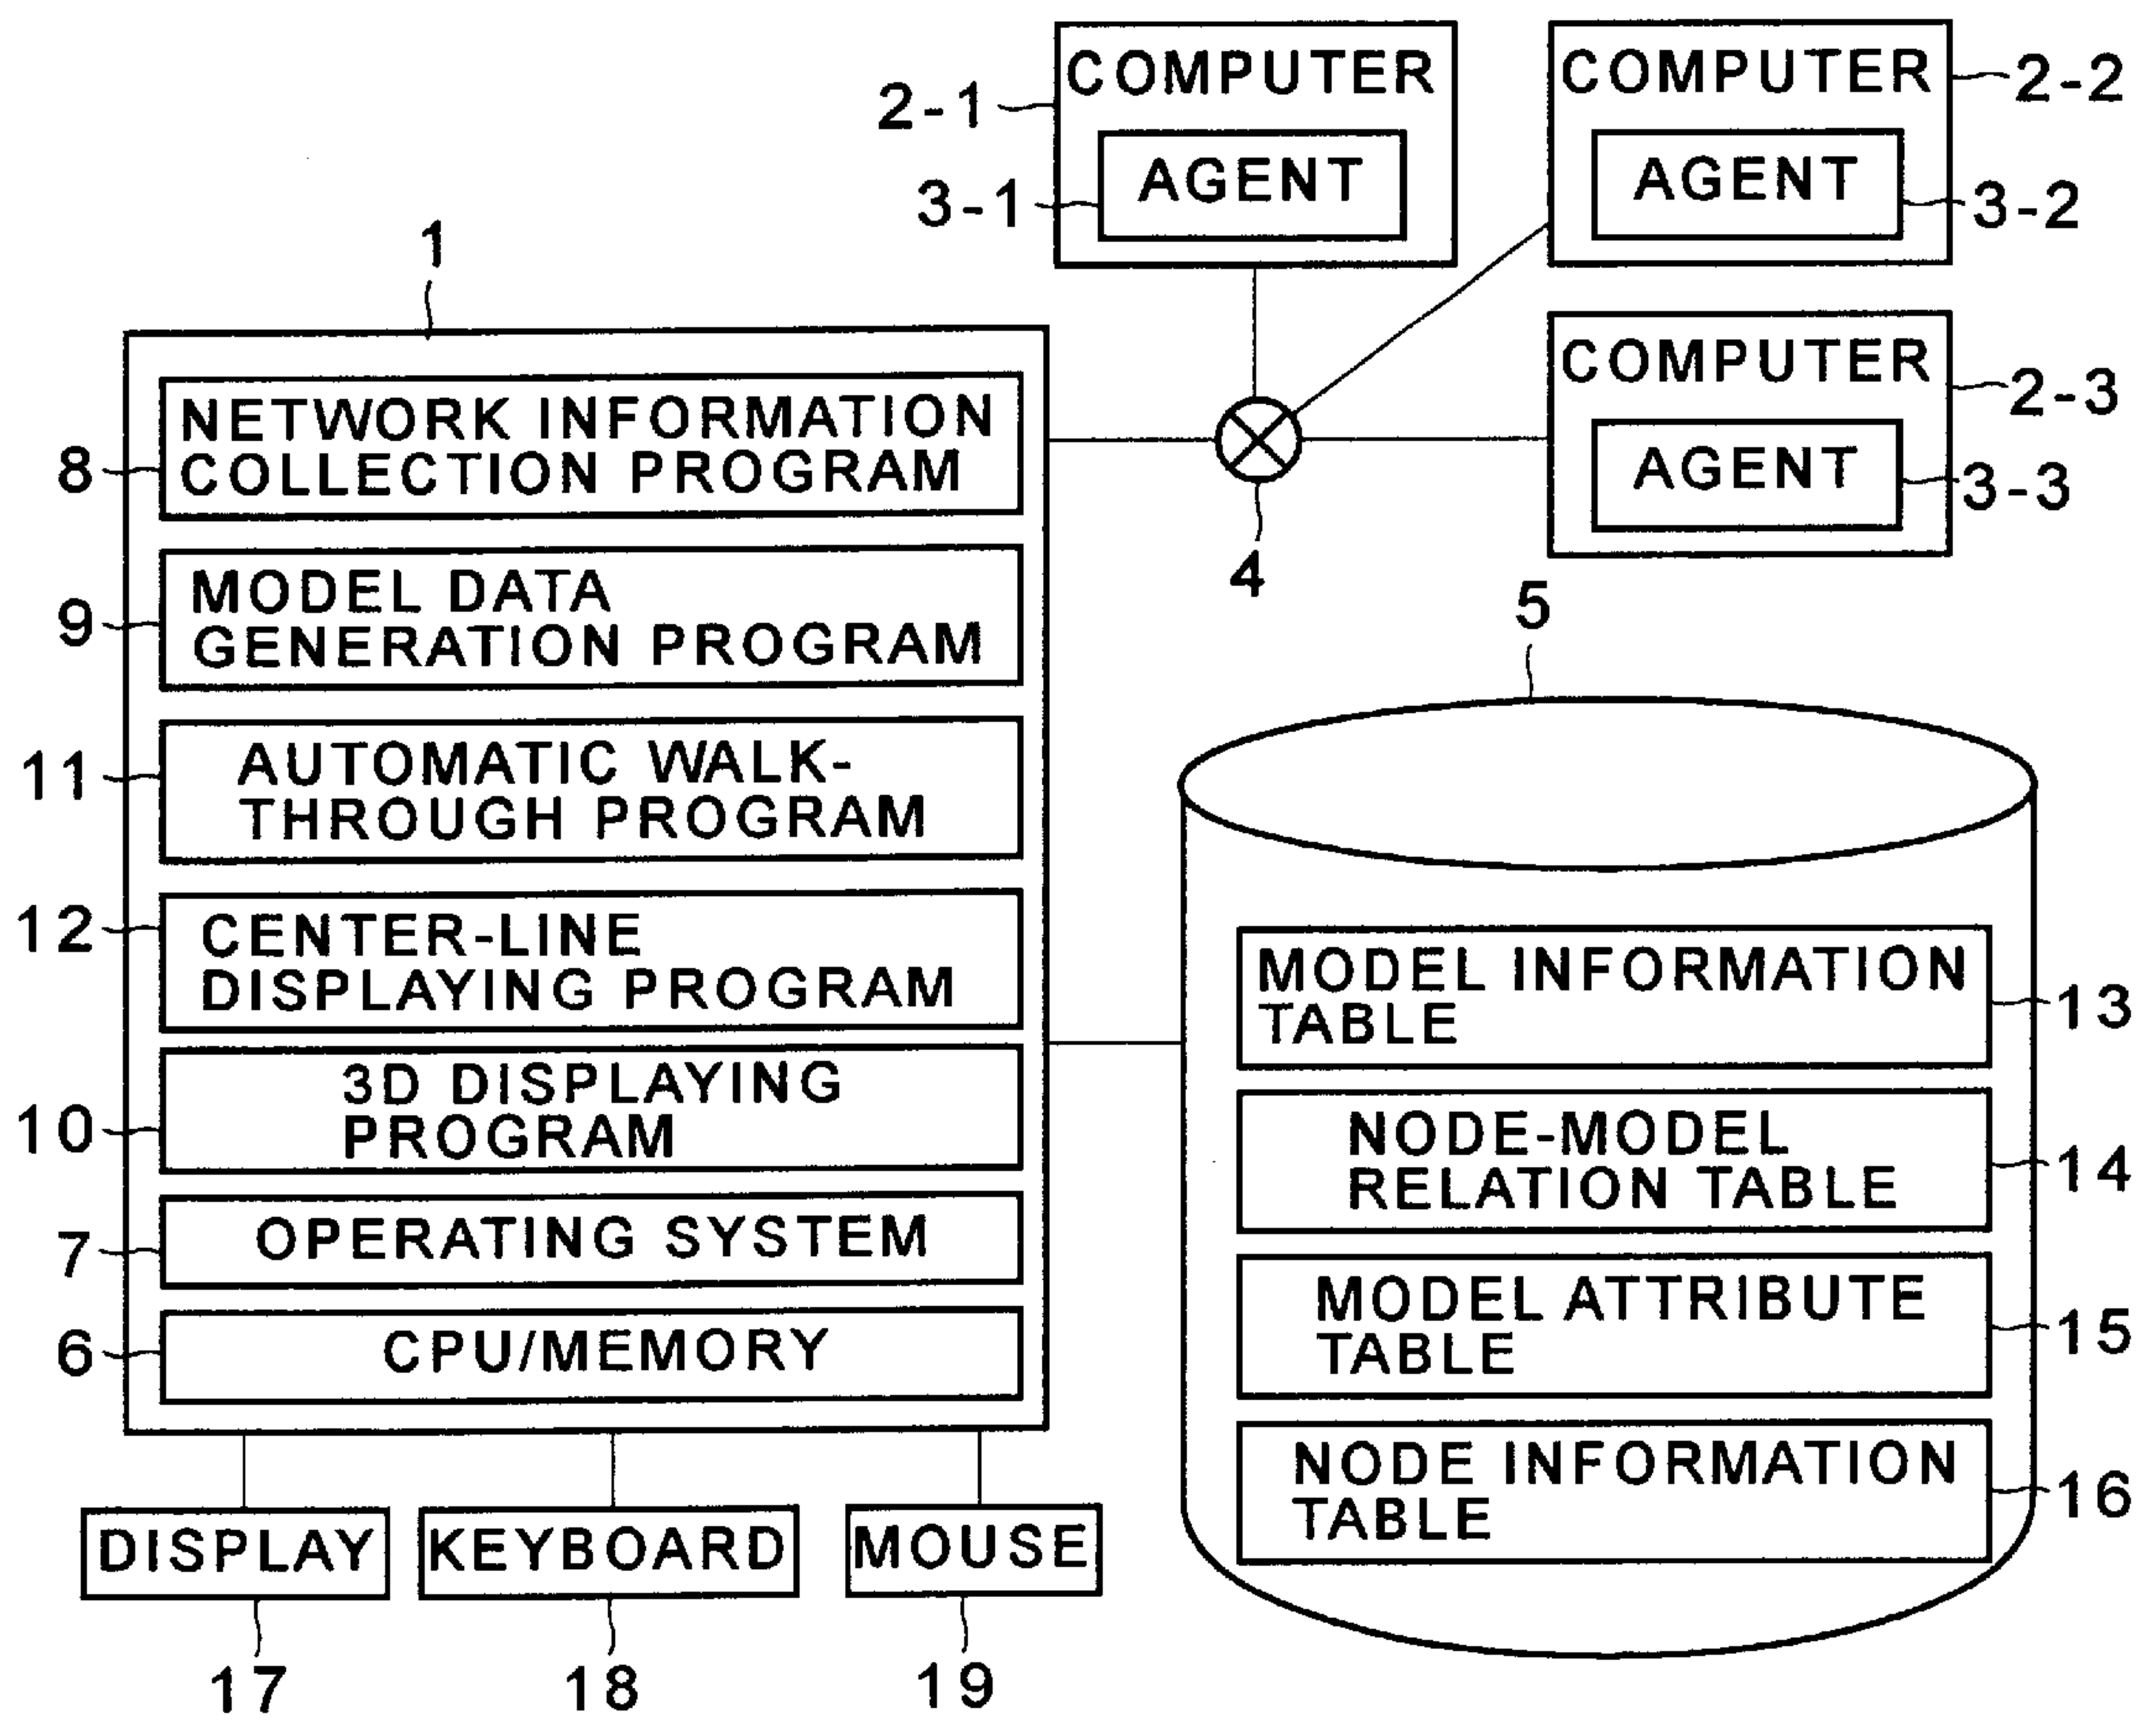 COMPUTER
2-1
AGENT
3-1
COMPUTER
2-2
AGENT
3-2
COMPUTER
2-3
AGENT
3-3
4
1
NETWORK INFORMATION
COLLECTION PROGRAM
8
MODEL DATA
GENERATION PROGRAM
9
AUTOMATIC WALK-
THROUGH PROGRAM
11
CENTER-LINE
DISPLAYING PROGRAM
12
3D DISPLAYING
PROGRAM
10
OPERATING SYSTEM
7
CPU/MEMORY
6
DISPLAY
17
KEYBOARD
18
MOUSE
19
5
MODEL INFORMATION
TABLE
13
NODE-MODEL
RELATION TABLE
14
MODEL ATTRIBUTE
TABLE
15
NODE INFORMATION
TABLE
16